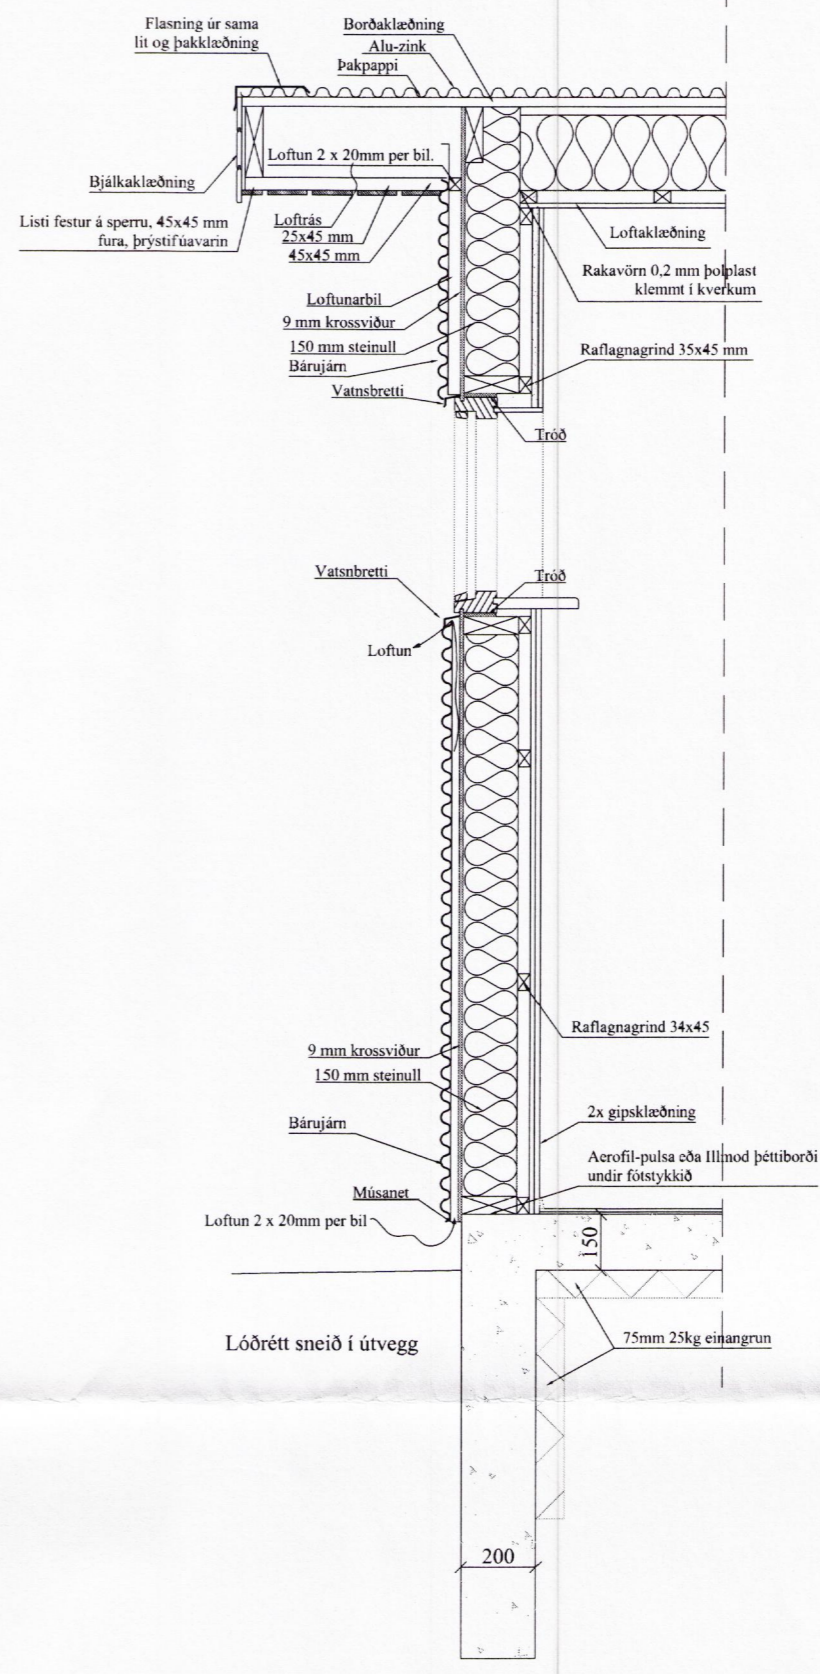 Flasning úr sama
lit og þakklæðning
Borðaklæðning
Alu-zink
Þakpappi
Loftun 2 x 20mm per bil.
Bjálkaklæðning
Listi festur á sperru, 45x45 mm
fura, þrýstifúavarin
Loftrás
25x45 mm
45x45 mm
Loftaklæðning
Rakavörn 0,2 mm þolplast
klemmt í kverkum
Loftunarbil
9 mm krossviður
150 mm steinull
Bárujárn
Vatnsbretti
Raflagnagrind 35x45 mm
Tróð
Vatsnbretti
Tróð
Loftun
Raflagnagrind 34x45
9 mm krossviður
150 mm steinull
2x gipsklæðning
Bárujárn
Aerofil-pulsa eða Illmod þéttiborði
undir fótstykkið
Músanet
Loftun 2 x 20mm per bil
150
Lóðrétt sneið í útvegg
75mm 25kg einangrun
200